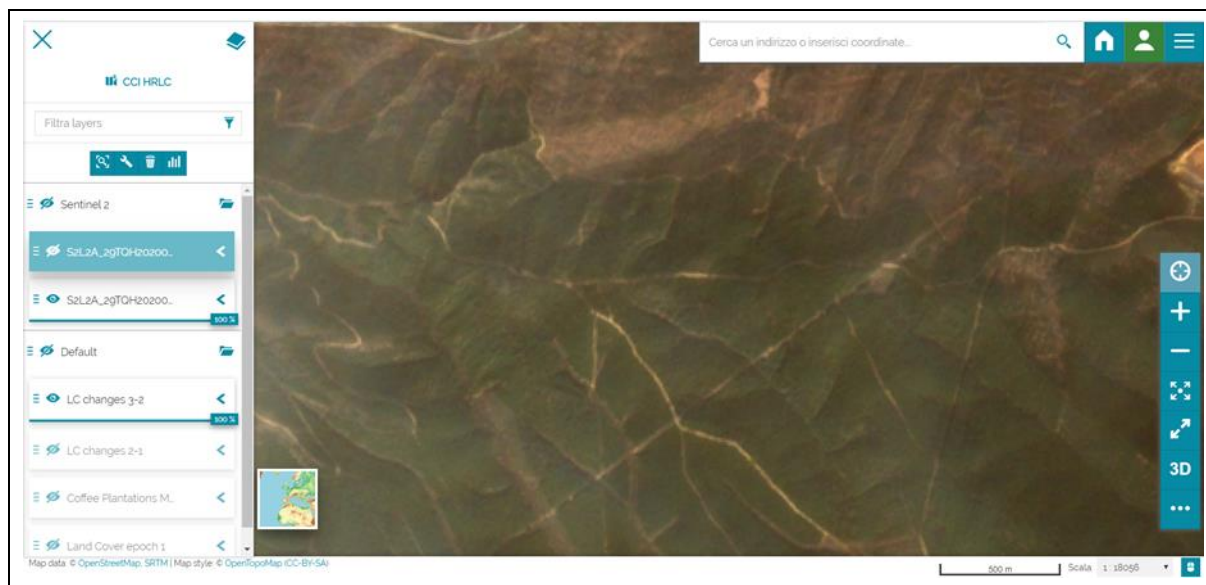 Cerca un indirizzo o inserisci coordinate...
CCI HRLC
Filtra layers
Sentinel 2
S2L2A_29TQH20200...
S2L2A_29TQH20200...
100 %
Default
LC changes 3-2
100 %
LC changes 2-1
Coffee Plantations M...
Land Cover epoch 1
3D
Map data: © OpenStreetMap, SRTM | Map style: © OpenTopoMap (CC-BY-SA)
500 m
Scala 1 : 18056